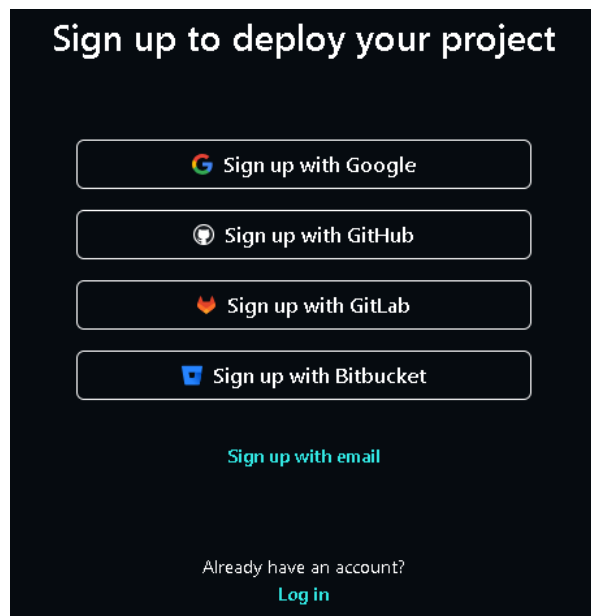 Sign up to deploy your project
Sign up with Google
Sign up with GitHub
Sign up with GitLab
Sign up with Bitbucket
Sign up with email
Already have an account?
Log in